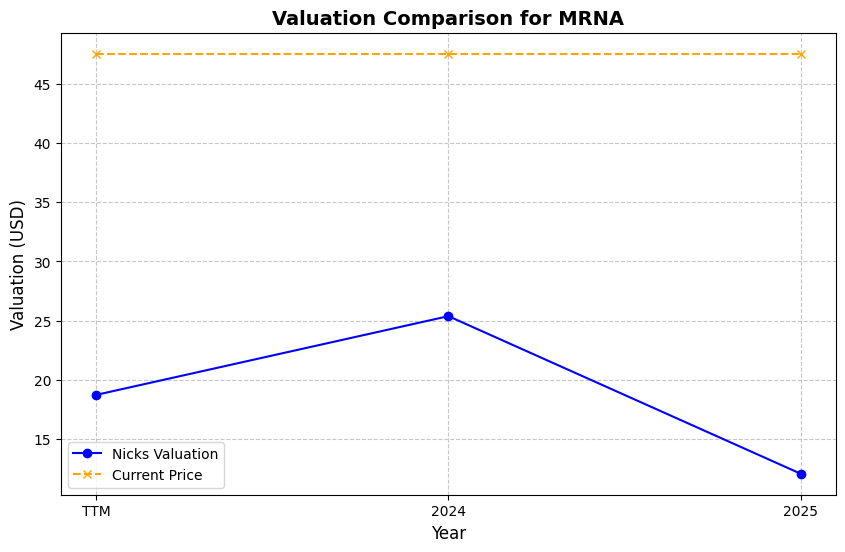 Valuation Comparison for MRNA
Valuation (USD)
45
40
35
30
25
20
15
Nicks Valuation
Current Price
TTM
2024
2025
Year